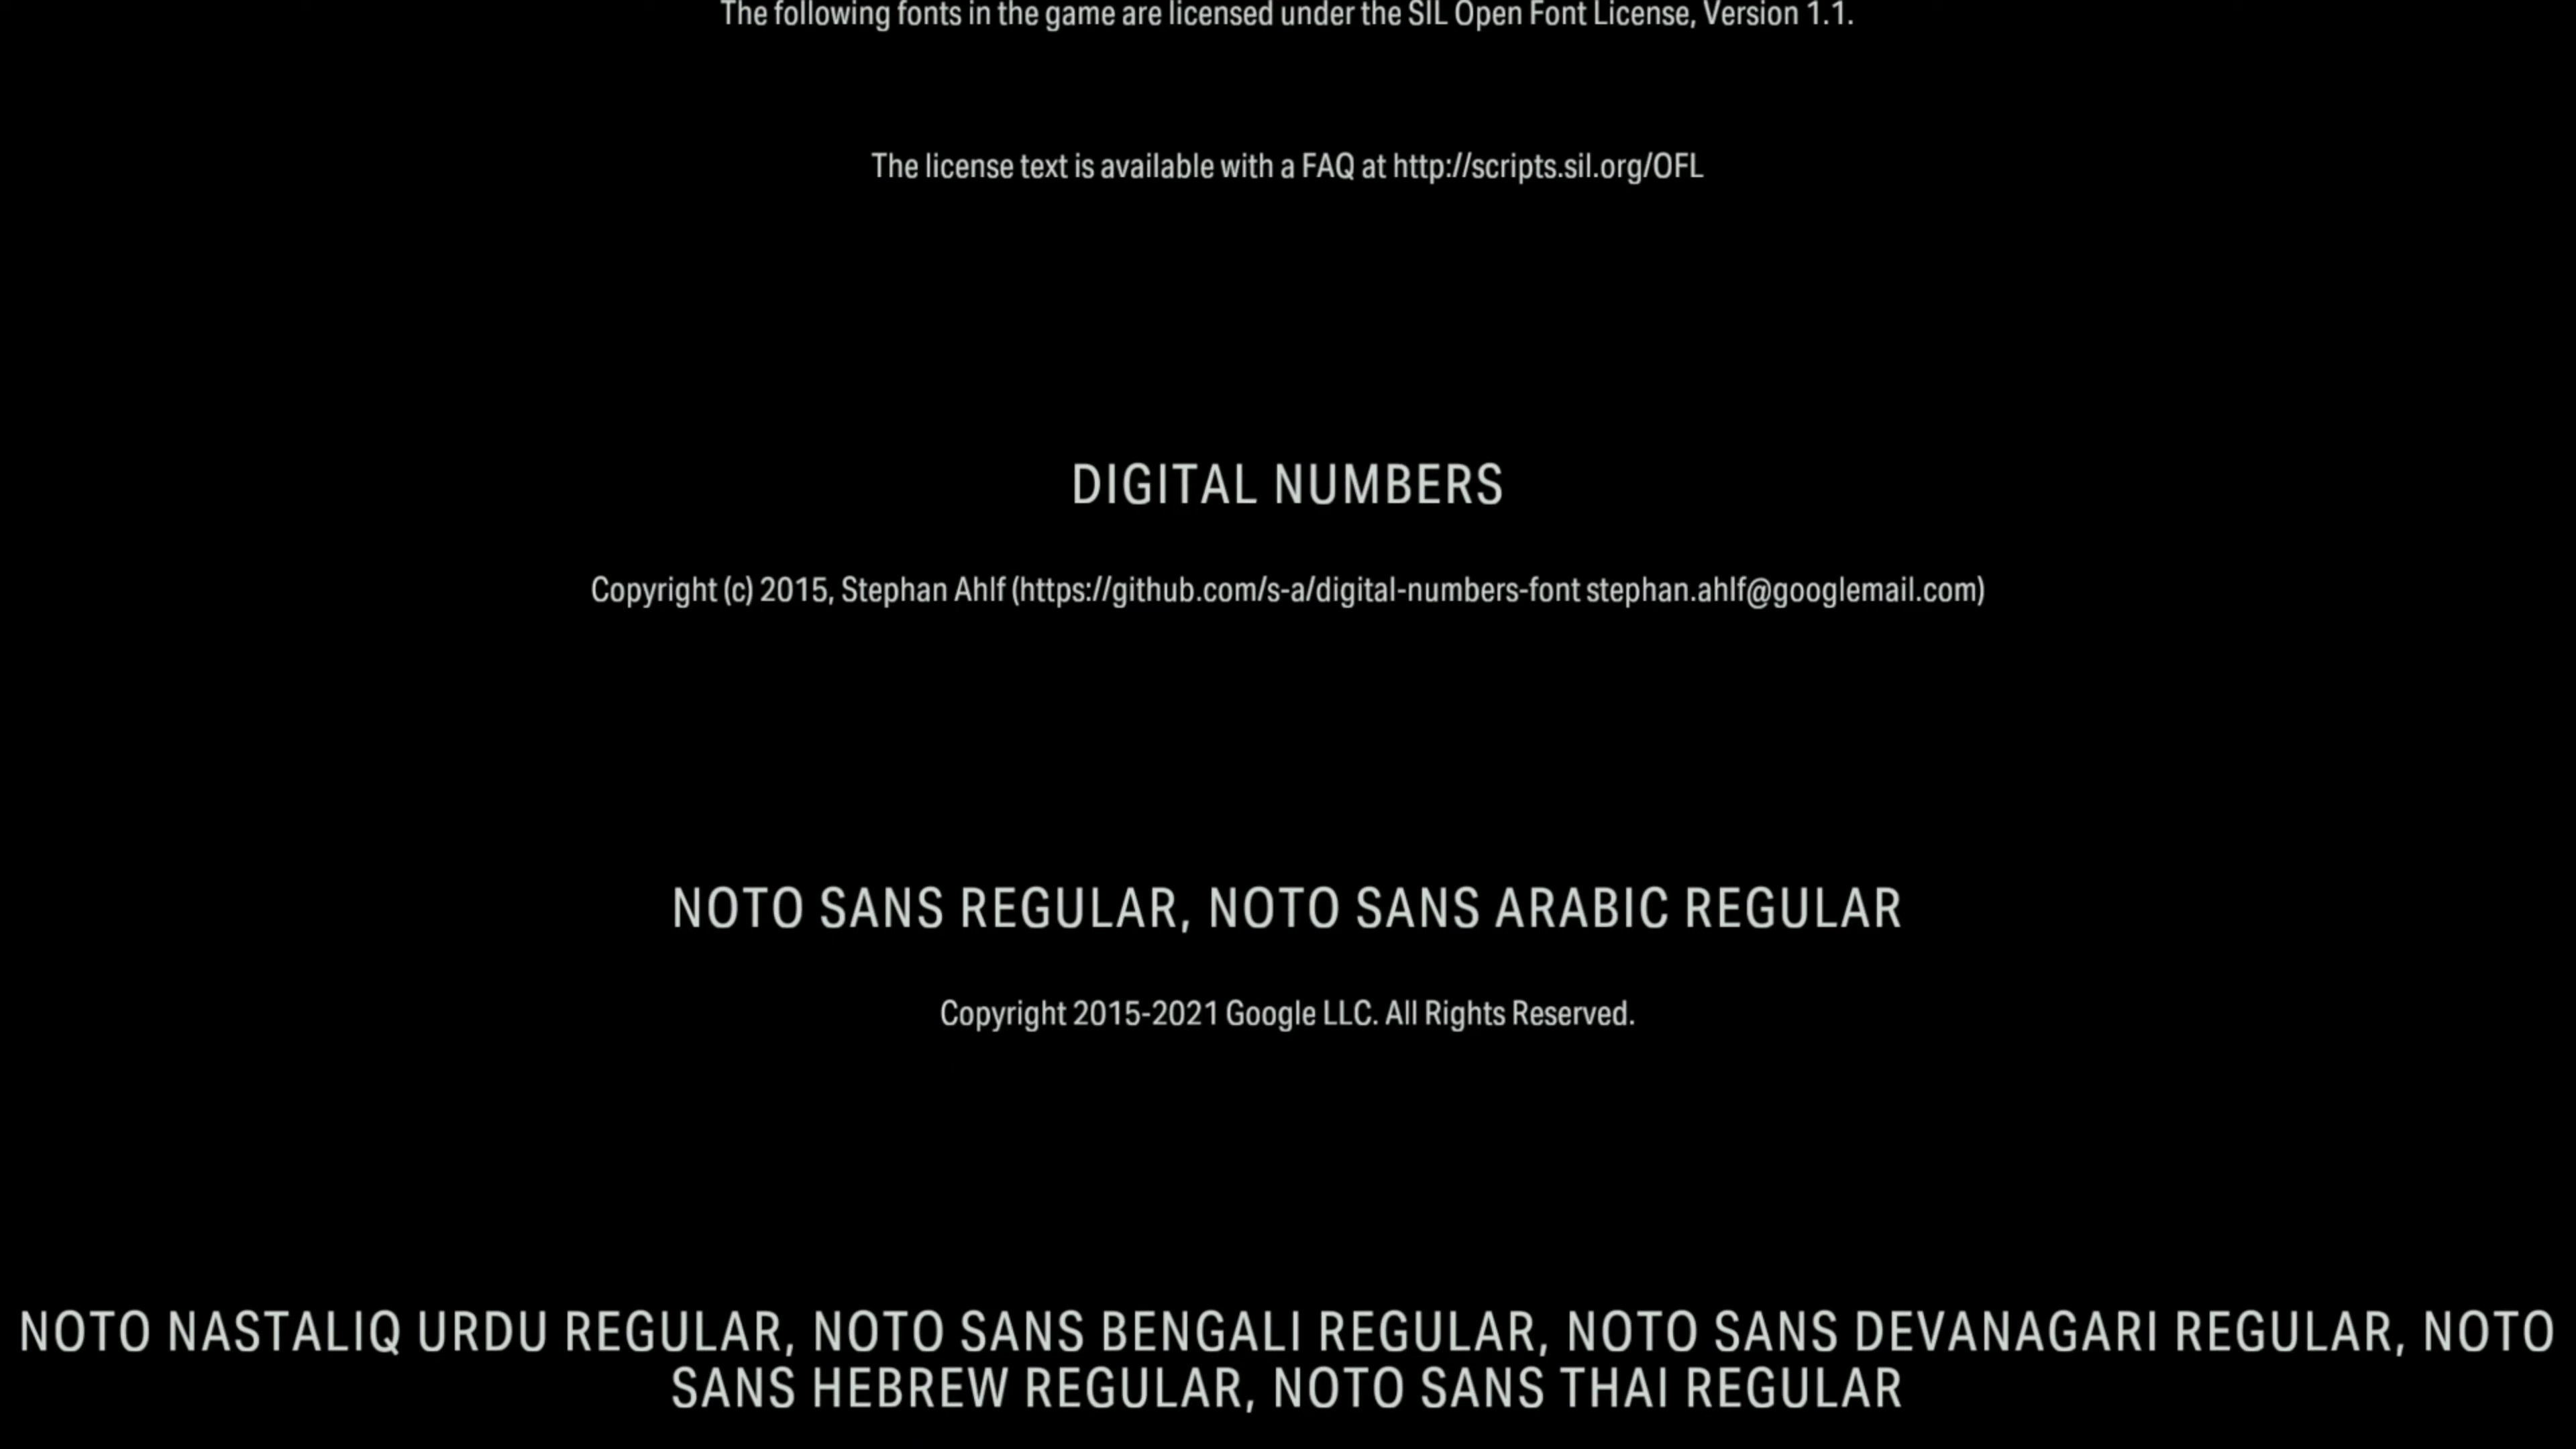 The following fonts in the game are licensed under the SIL Open Font License, Version 1.1.
The license text is available with a FAQ at http://scripts.sil.org/OFL
DIGITAL NUMBERS
Copyright (c) 2015, Stephan Ahlf (https://github.com/s-a/digital-numbers-font stephan.ahlf@googlemail.com)
NOTO SANS REGULAR, NOTO SANS ARABIC REGULAR
Copyright 2015-2021 Google LLC. All Rights Reserved.
NOTO NASTALIQ URDU REGULAR, NOTO SANS BENGALI REGULAR, NOTO SANS DEVANAGARI REGULAR, NOTO
SANS HEBREW REGULAR, NOTO SANS THAI REGULAR